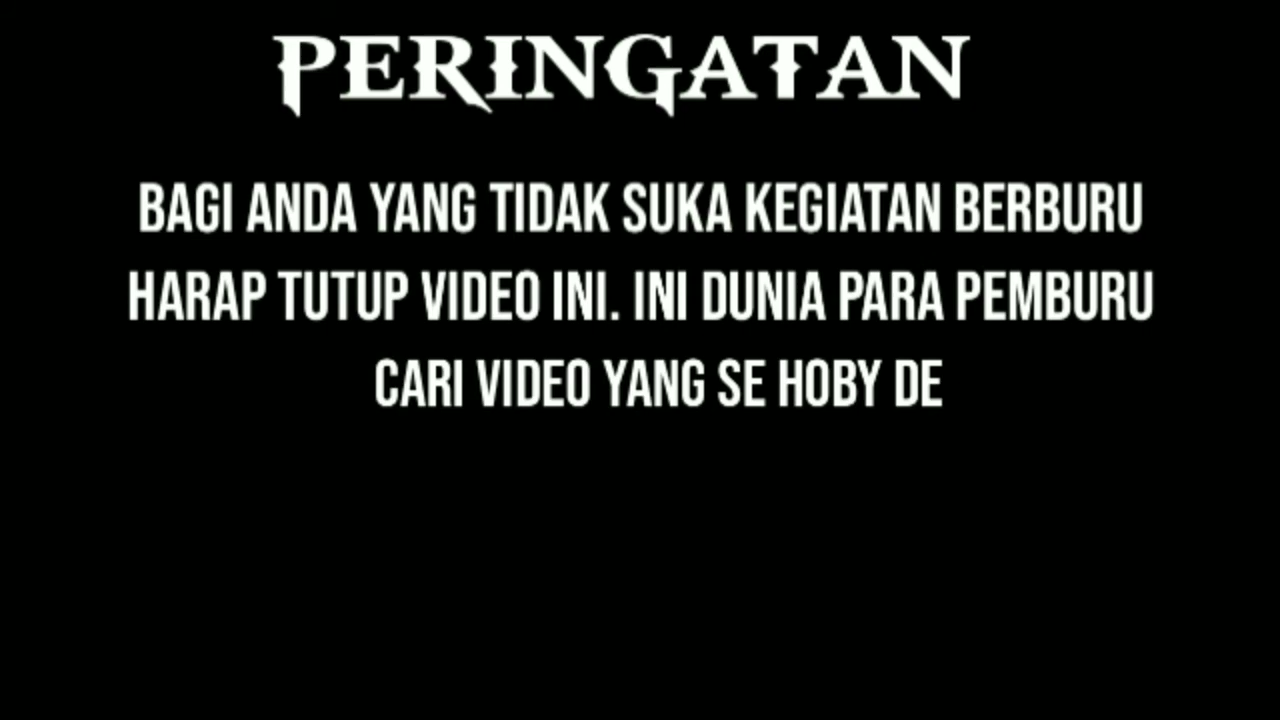 PERINGATAN
BAGI ANDA YANG TIDAK SUKA KEGIATAN BERBURU
HARAP TUTUP VIDEO INI. INI DUNIA PARA PEMBURU
CARI VIDEO YANG SE HOBY DE